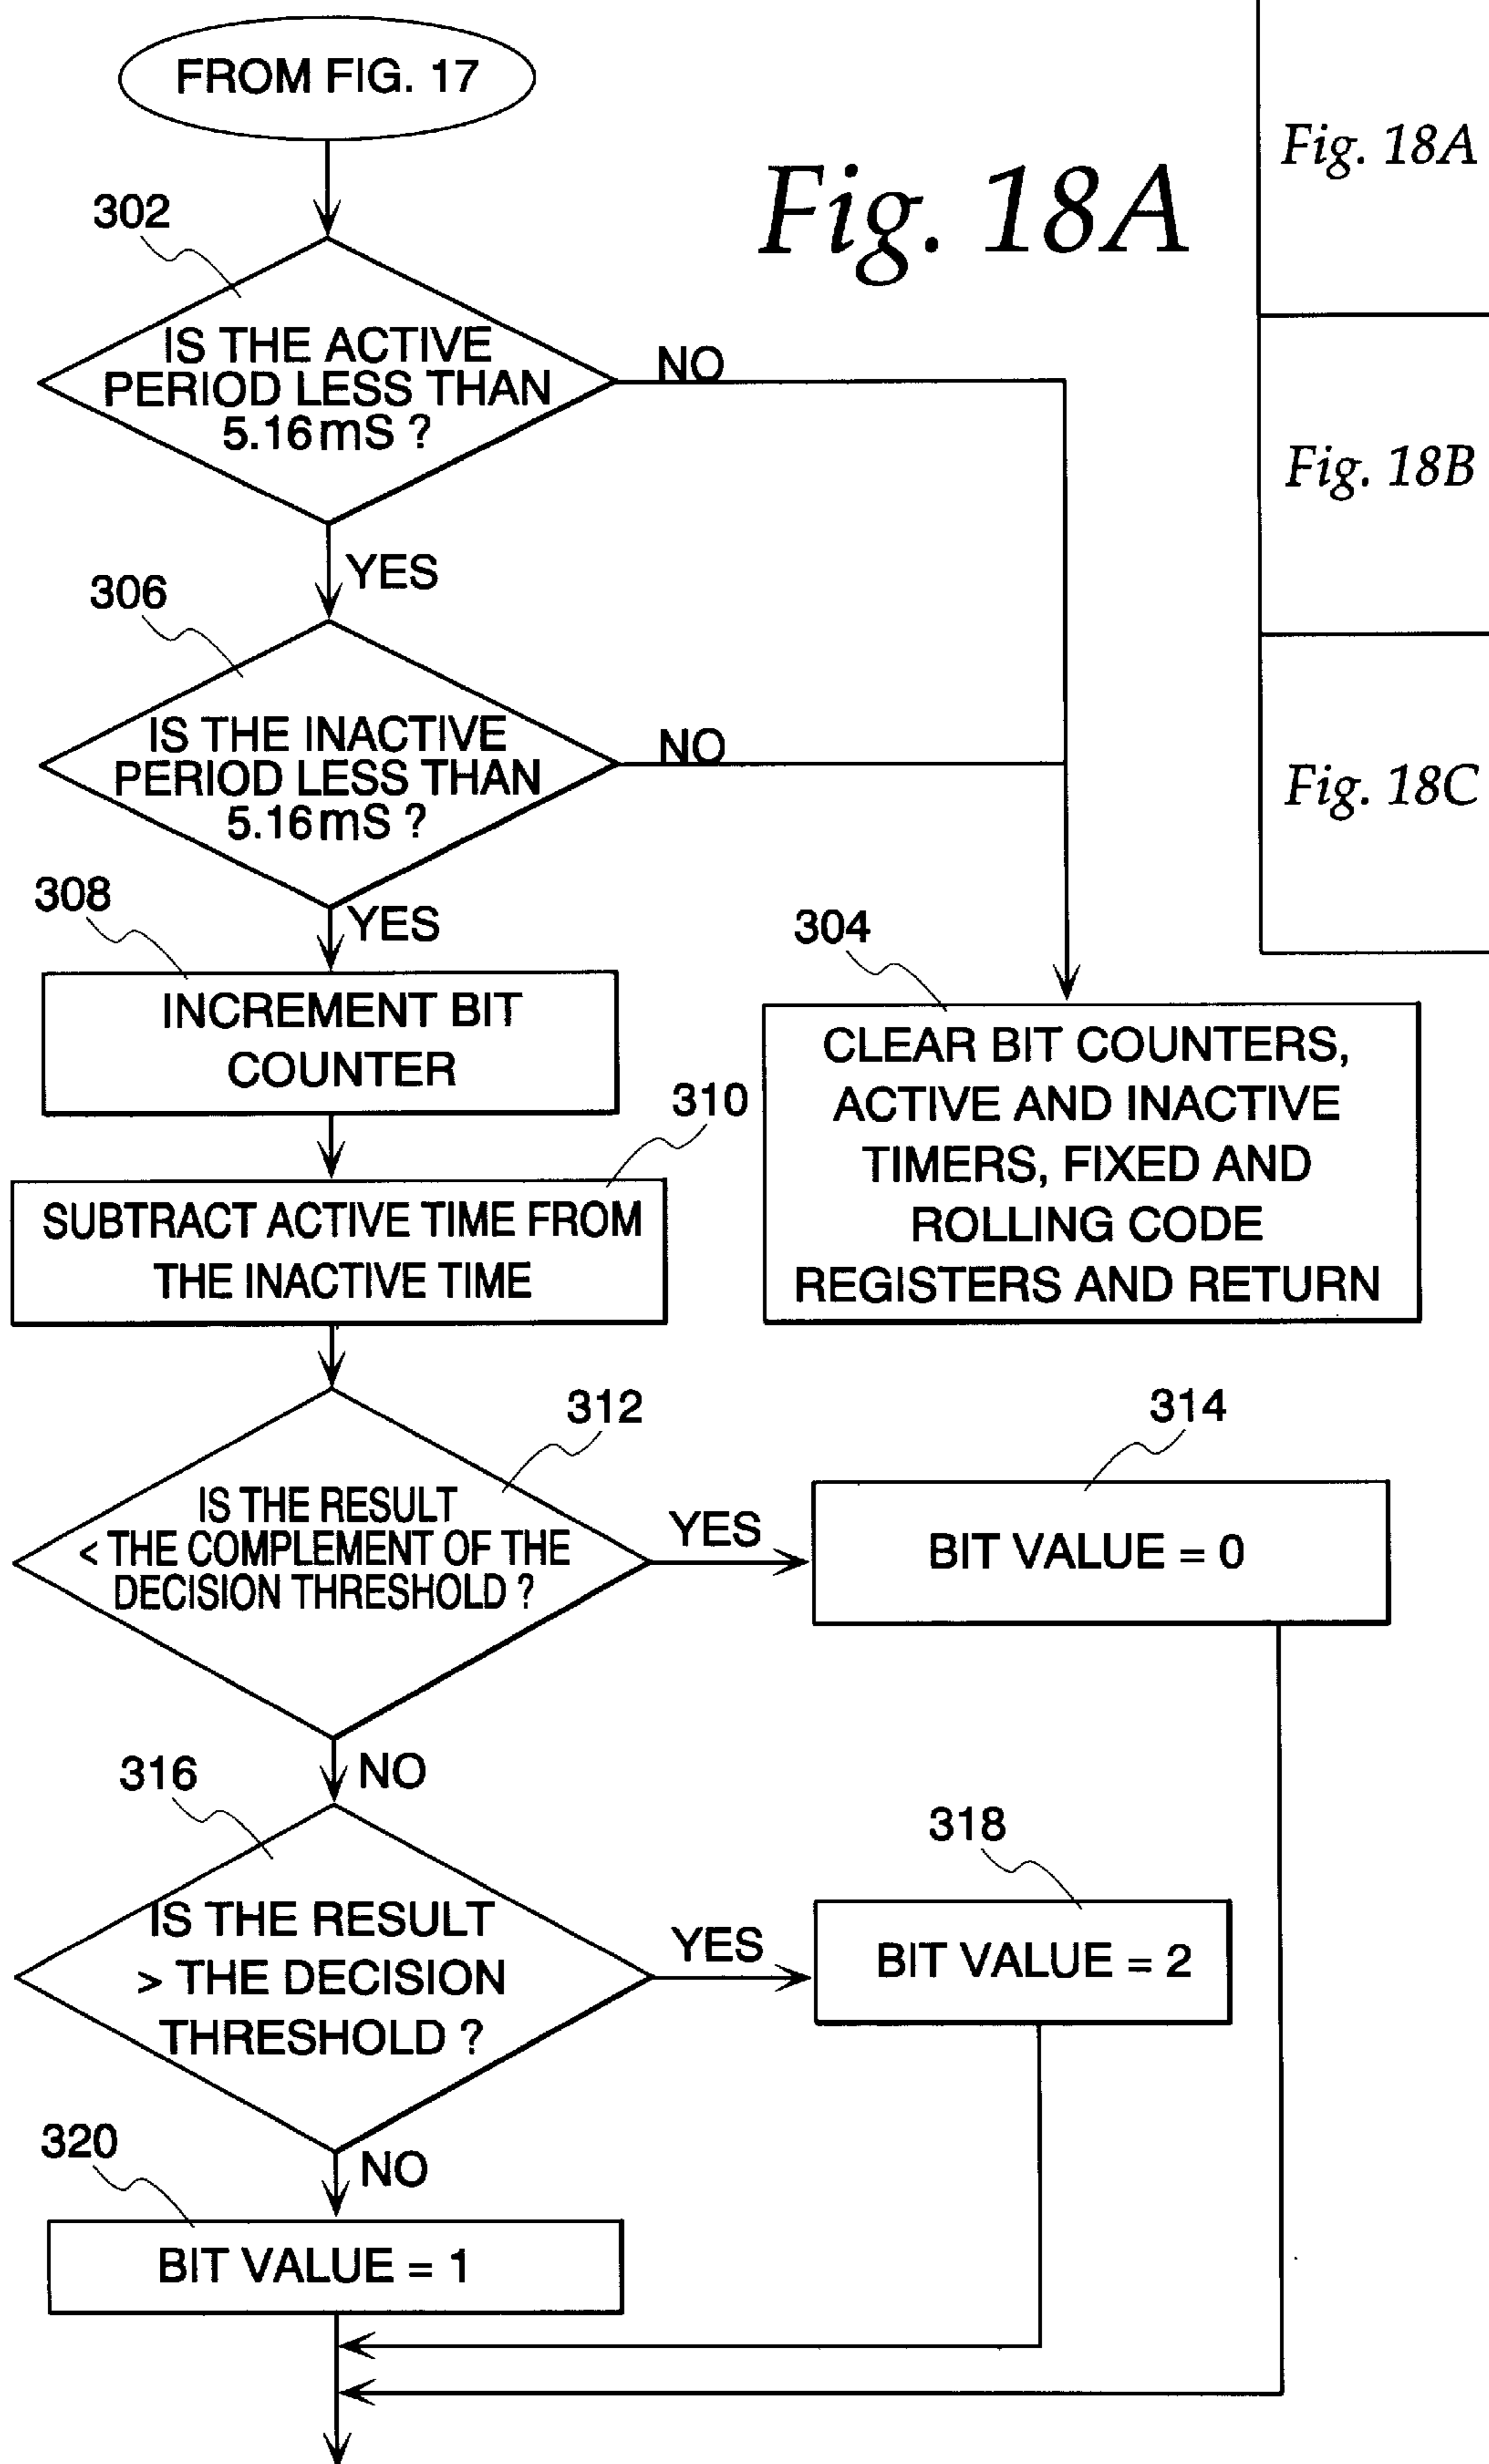 FROM FIG. 17
Fig. 18A
Fig. 18A
Fig. 18B
Fig. 18C
302
IS THE ACTIVE
PERIOD LESS THAN
5.16mS ?
NO
YES
306
IS THE INACTIVE
PERIOD LESS THAN
5.16mS ?
NO
YES
308
INCREMENT BIT
COUNTER
304
CLEAR BIT COUNTERS,
ACTIVE AND INACTIVE
TIMERS, FIXED AND
ROLLING CODE
REGISTERS AND RETURN
310
SUBTRACT ACTIVE TIME FROM
THE INACTIVE TIME
312
IS THE RESULT
< THE COMPLEMENT OF THE
DECISION THRESHOLD ?
YES
314
BIT VALUE = 0
NO
316
IS THE RESULT
> THE DECISION
THRESHOLD ?
YES
318
BIT VALUE = 2
NO
320
BIT VALUE = 1